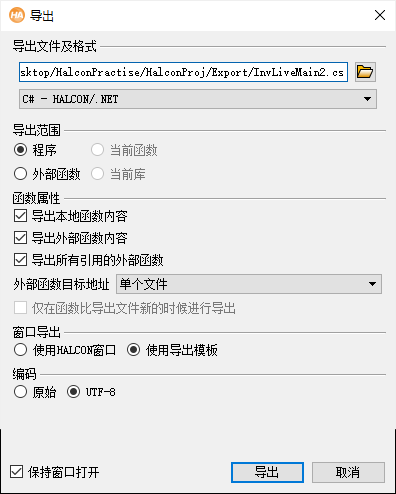 HA 导出
导出文件及格式
sktop/HalconPractise/HalconProj/Export/InvLiveMain2.cs
C# - HALCON/.NET
导出范围
程序 当前函数
外部函数 当前库
函数属性
导出本地函数内容
导出外部函数内容
导出所有引用的外部函数
外部函数目标地址 单个文件
仅在函数比导出文件新的时候进行导出
窗口导出
使用HALCON窗口 使用导出模板
编码
原始 UTF-8
保持窗口打开 导出 取消